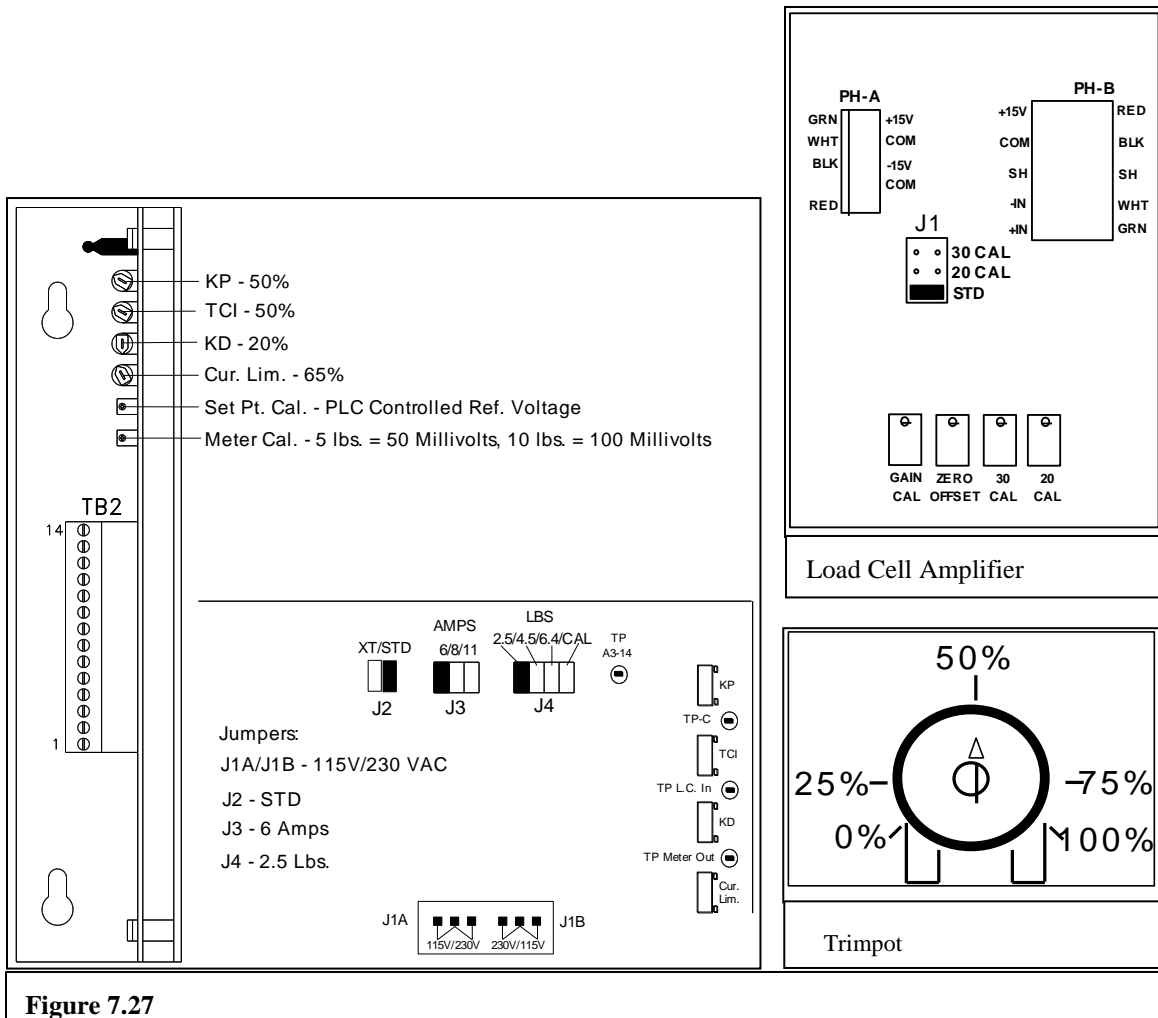 KP - 50%
TCI - 50%
KD - 20%
Cur. Lim. - 65%
Set Pt. Cal. - PLC Controlled Ref. Voltage
Meter Cal. - 5 lbs. = 50 Millivolts, 10 lbs. = 100 Millivolts
TB2
14
1
XT/STD
J2
AMPS
6/8/11
J3
LBS
2.5/4.5/6.4/CAL
J4
TP
A3-14
Jumpers:
J1A/J1B - 115V/230 VAC
J2 - STD
J3 - 6 Amps
J4 - 2.5 Lbs.
KP
TP-C
TCI
TP L.C. In
KD
TP Meter Out
Cur.
Lim.
J1A
115V/230V
230V/115V
J1B
PH-A
GRN
WHT
BLK
RED
+15V
COM
-15V
COM
PH-B
+15V
COM
SH
-IN
+IN
RED
BLK
SH
WHT
GRN
J1
30 CAL
20 CAL
STD
GAIN
CAL
ZERO
OFFSET
30
CAL
20
CAL
Load Cell Amplifier
50%
25%
75%
0%
100%
Trimpot
Figure 7.27